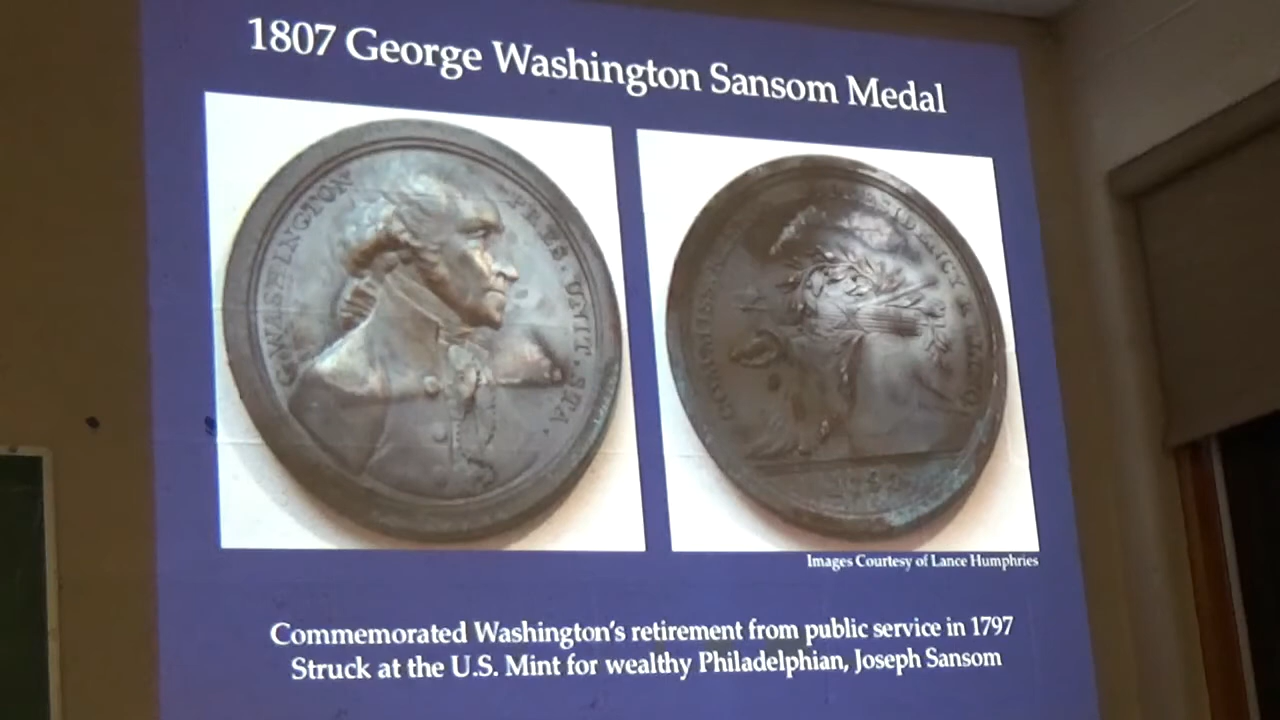 1807 George Washington Sansom Medal
G. WASHINGTON
PRES. UNIT. STA.
Images Courtesy of Lance Humphries
Commemorated Washington's retirement from public service in 1797
Struck at the U.S. Mint for wealthy Philadelphian, Joseph Sansom